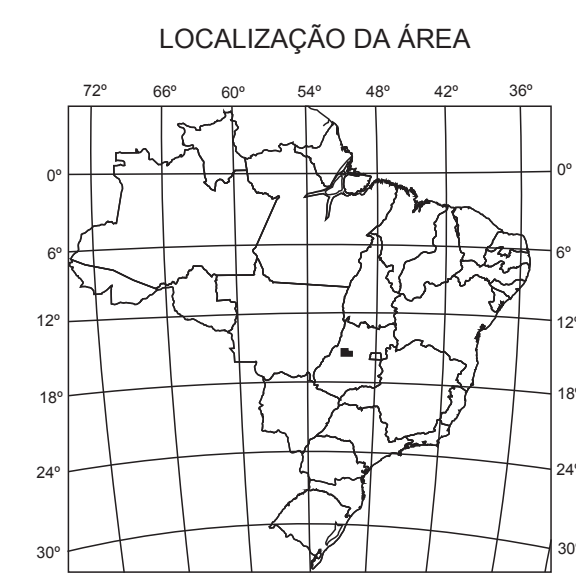 LOCALIZAÇÃO DA ÁREA
72º 66º 60º 54º 48º 42º 36º
0º 0º
6º 6º
12º 12º
18º 18º
24º 24º
30º 30º